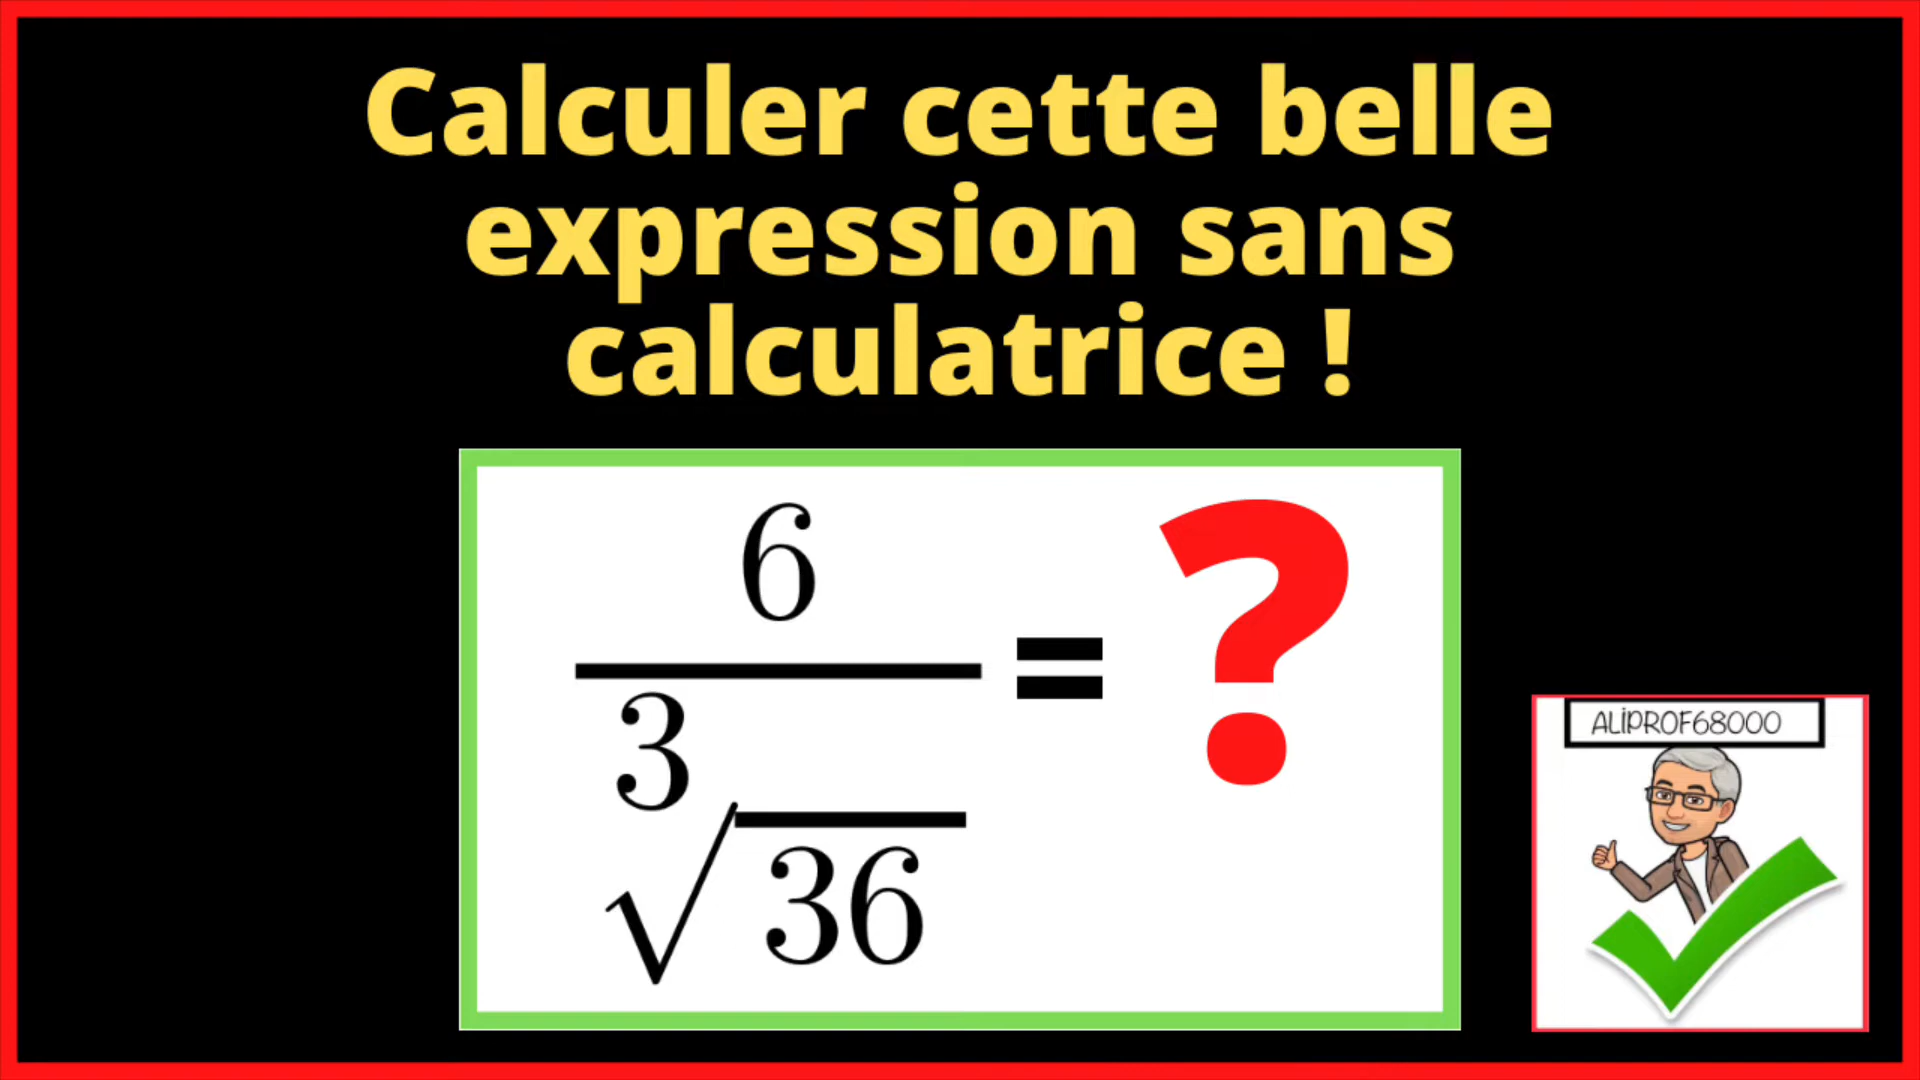 Calculer cette belle
expression sans
calculatrice !
6
= ?
3
√36
ALiPROF68000